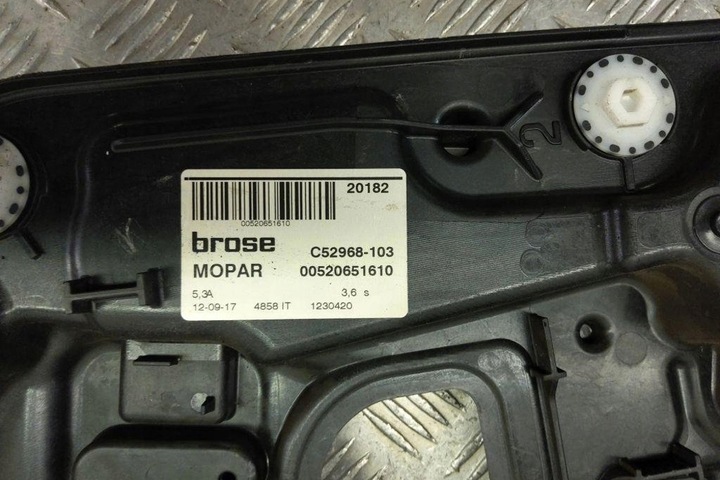 2
20182
00520651610
brose
C52968-103
MOPAR 00520651610
5,3A 3,6 s
12-09-17 4858 IT 1230420